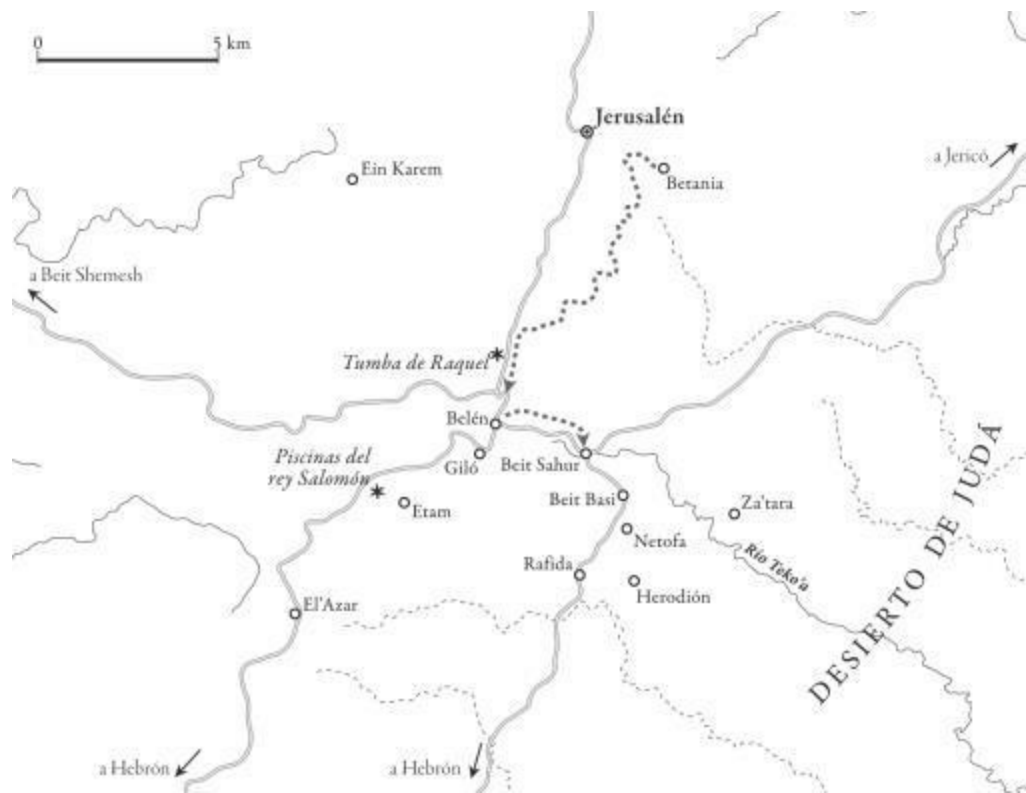 0 5 km
Jerusalén
a Jericó
Ein Karem
Betania
a Beit Shemesh
Tumba de Raquel
Belén
Piscinas del
rey Salomón
Giló
Beit Sahur
Etam
Beit Basi
Za'tara
Netofa
Río Teko'a
Rafida
Herodión
El'Azar
DESIERTO DE JUDÁ
a Hebrón
a Hebrón